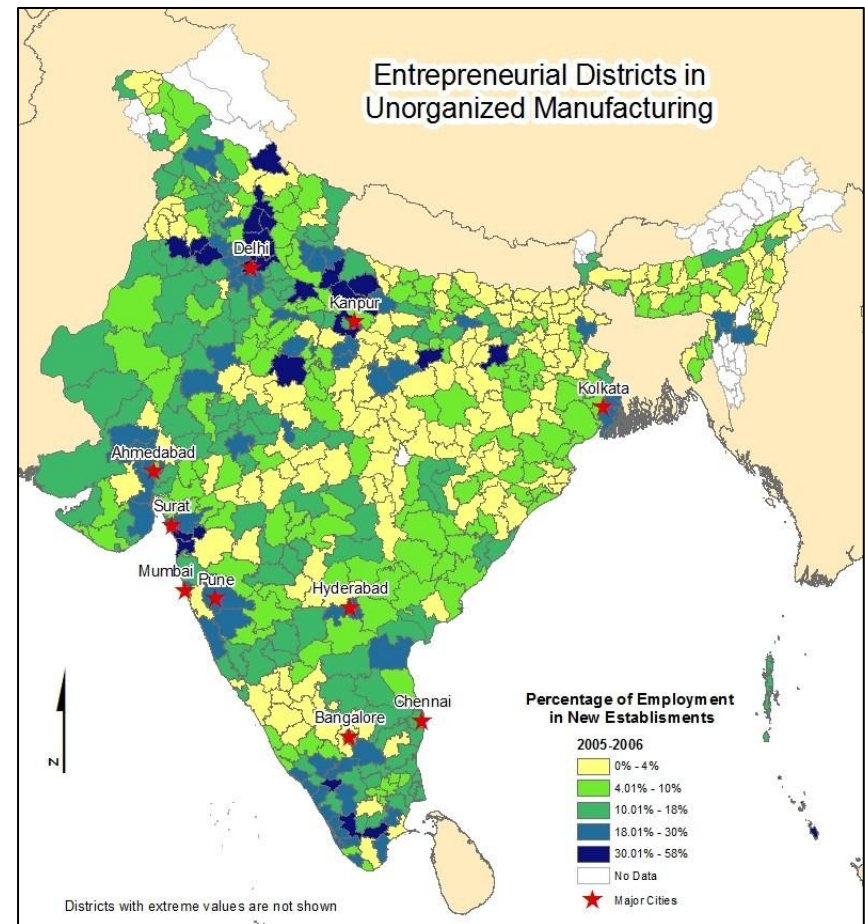 Entrepreneurial Districts in
Unorganized Manufacturing
Delhi
Kanpur
Kolkata
Ahmedabad
Surat
Mumbai
Pune
Hyderabad
Chennai
Bangalore
N
Percentage of Employment
in New Establisments
2005-2006
0% - 4%
4.01% - 10%
10.01% - 18%
18.01% - 30%
30.01% - 58%
No Data
Major Cities
Districts with extreme values are not shown